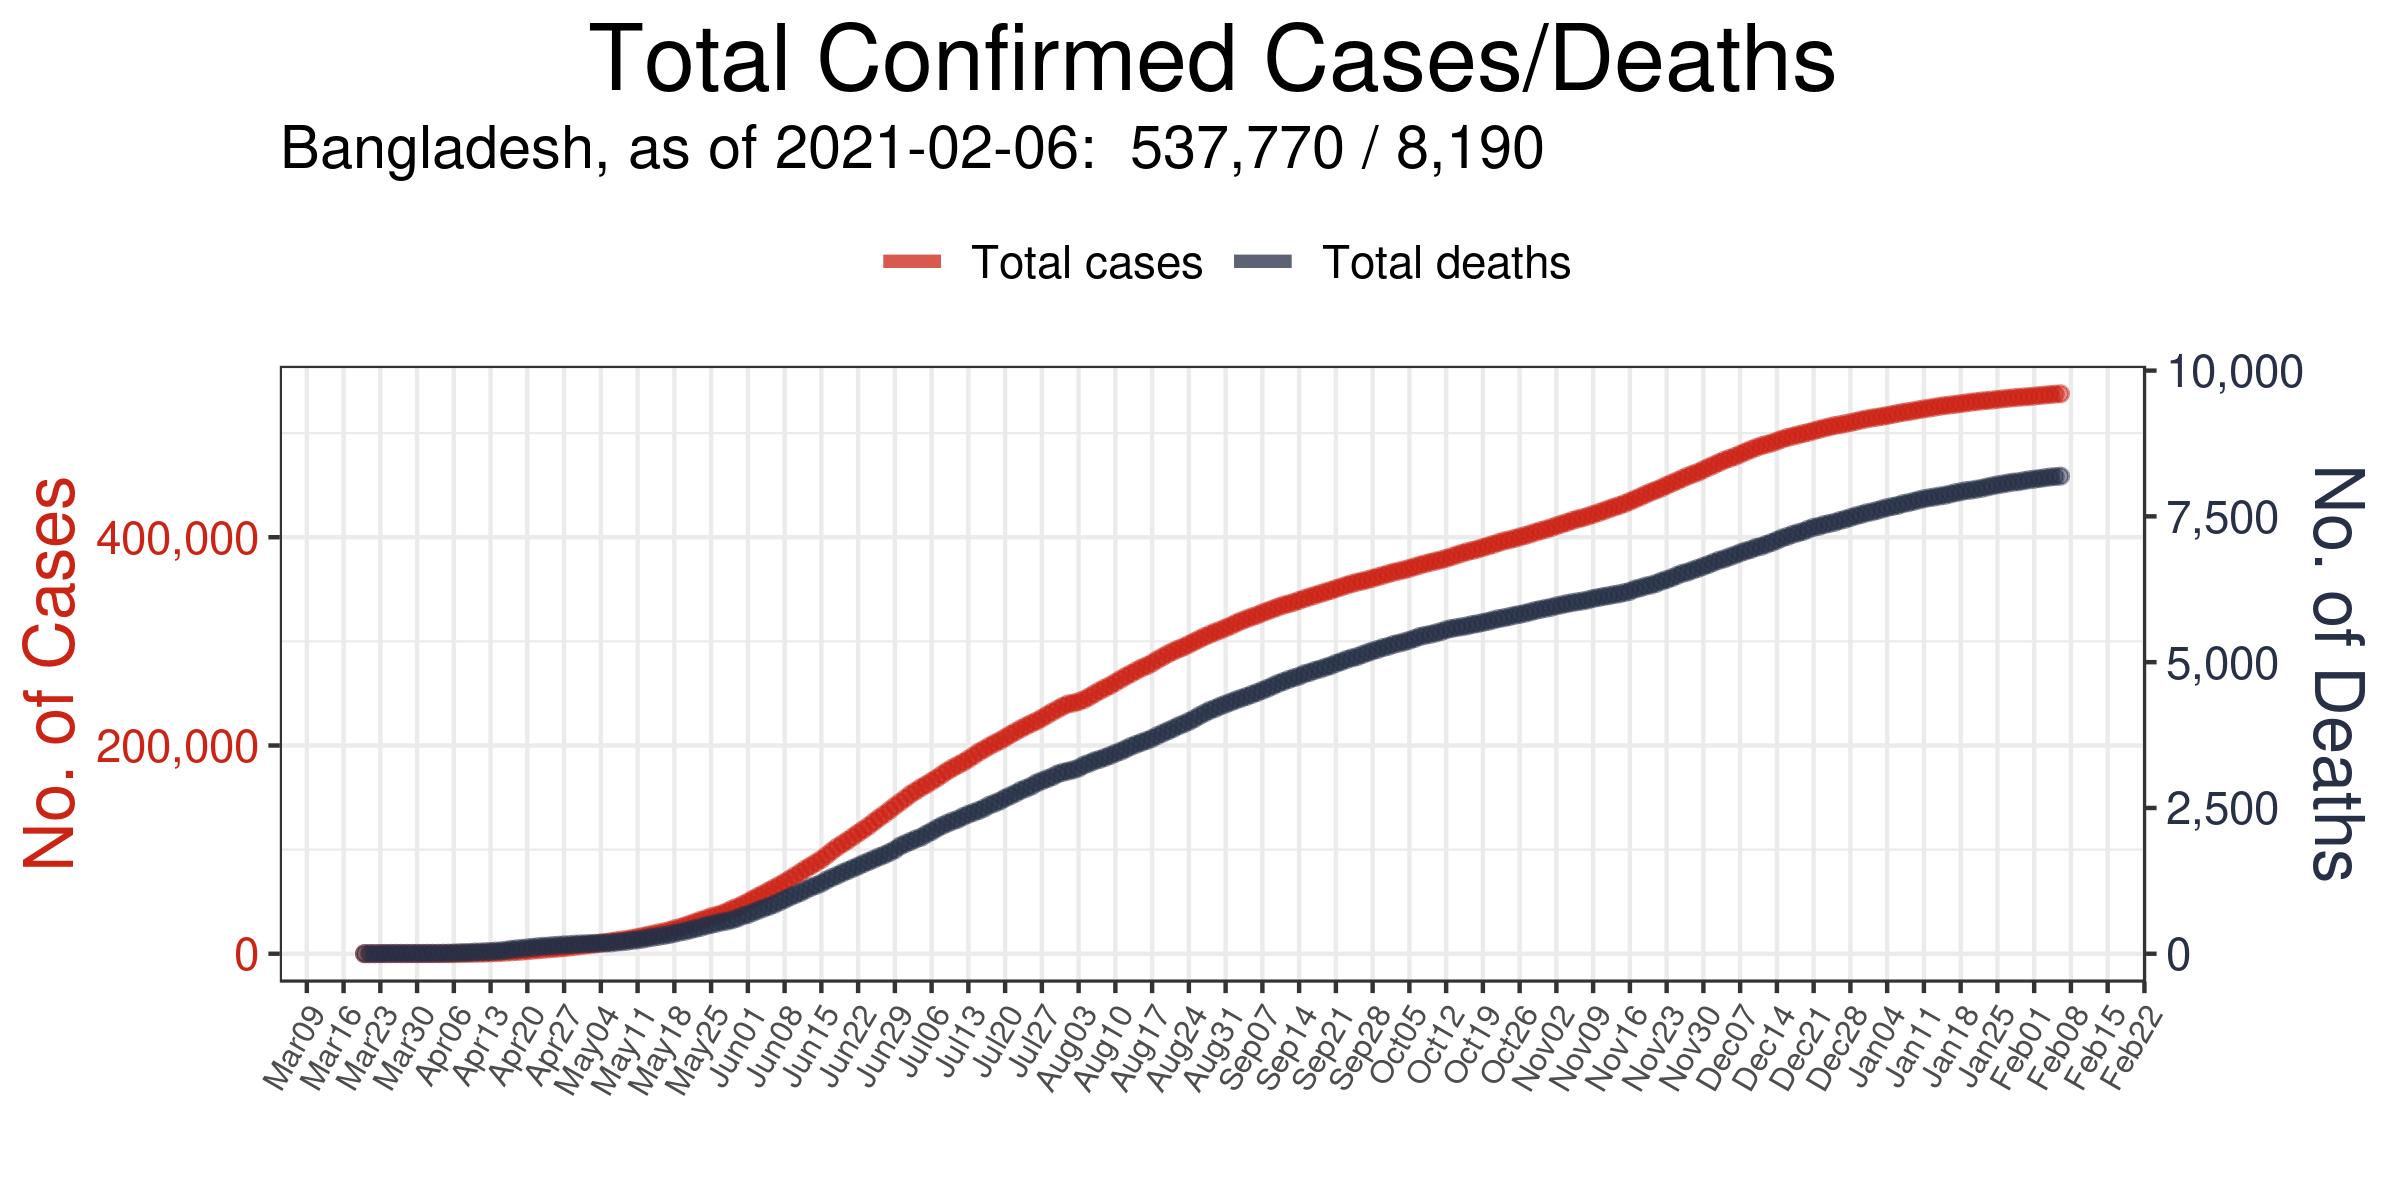 Total Confirmed Cases/Deaths
Bangladesh, as of 2021-02-06:  537,770 / 8,190
Total cases
Total deaths
No. of Cases
400,000
200,000
0
10,000
7,500
5,000
2,500
0
No. of Deaths
Mar09
Mar16
Mar23
Mar30
Apr06
Apr13
Apr20
Apr27
May04
May11
May18
May25
Jun01
Jun08
Jun15
Jun22
Jun29
Jul06
Jul13
Jul20
Jul27
Aug03
Aug10
Aug17
Aug24
Aug31
Sep07
Sep14
Sep21
Sep28
Oct05
Oct12
Oct19
Oct26
Nov02
Nov09
Nov16
Nov23
Nov30
Dec07
Dec14
Dec21
Dec28
Jan04
Jan11
Jan18
Jan25
Feb01
Feb08
Feb15
Feb22